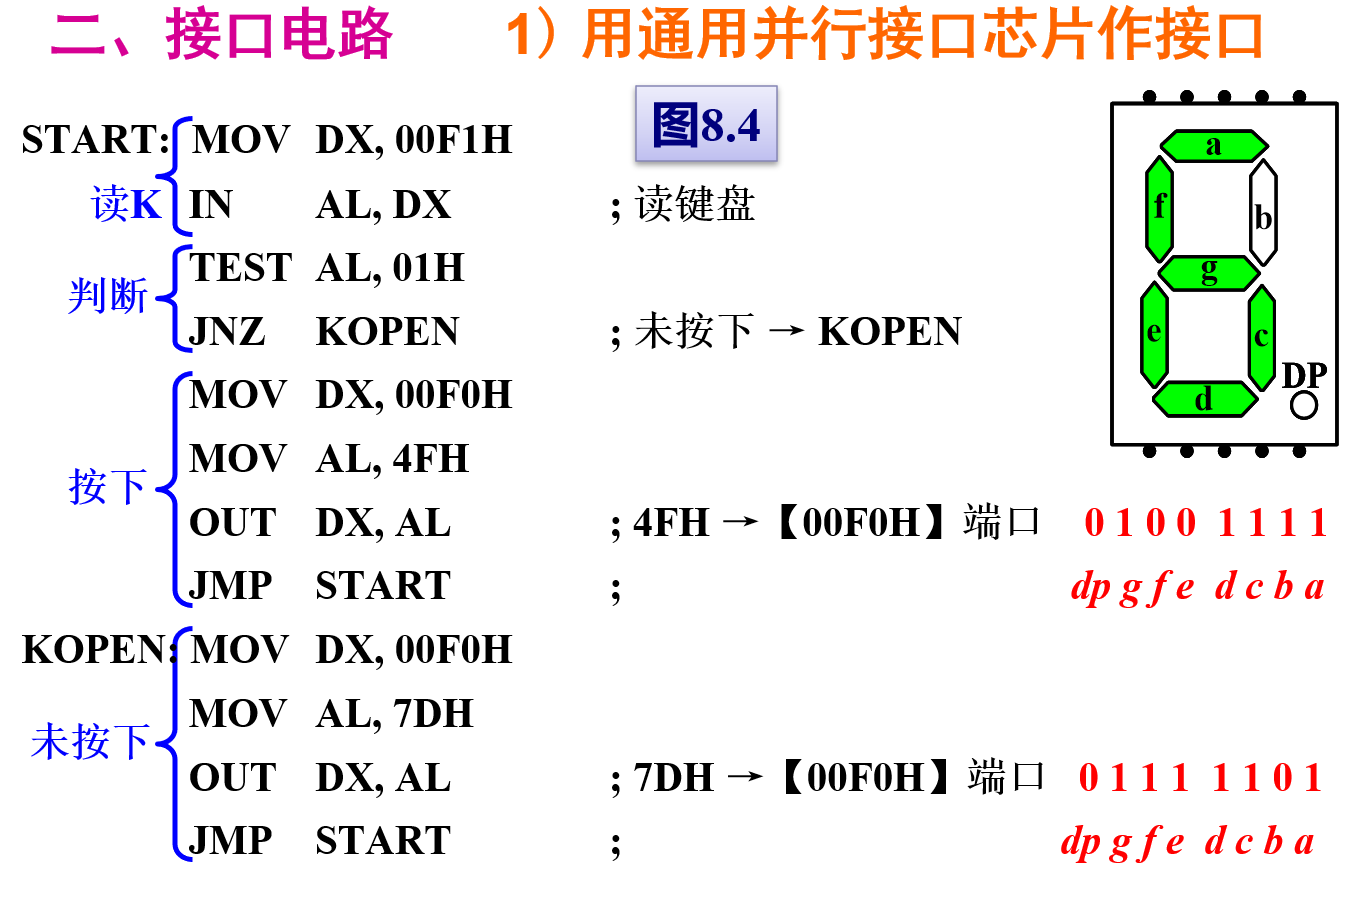 二、接口电路 1）用通用并行接口芯片作接口
图8.4
START: MOV DX, 00F1H
读K IN AL, DX ; 读键盘
TEST AL, 01H
判断
JNZ KOPEN ; 未按下 → KOPEN
MOV DX, 00F0H
MOV AL, 4FH
按下
OUT DX, AL ; 4FH →【00F0H】端口 0 1 0 0 1 1 1 1
JMP START ; dp g f e d c b a
KOPEN: MOV DX, 00F0H
MOV AL, 7DH
未按下
OUT DX, AL ; 7DH →【00F0H】端口 0 1 1 1 1 1 0 1
JMP START ; dp g f e d c b a
a
f
b
g
e
c
DP
d